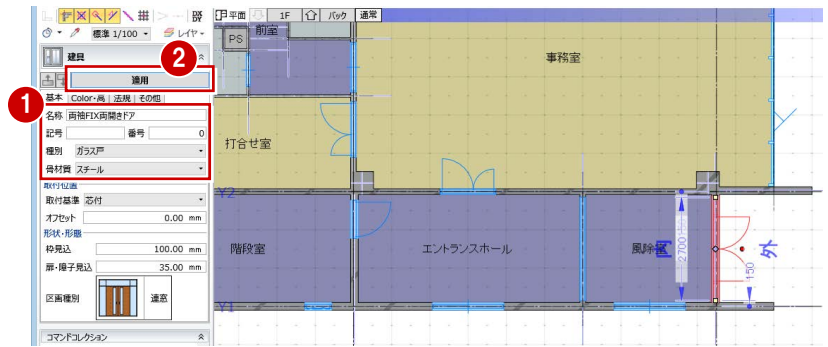 平面 1F バック 通常
標準 1/100 レイヤ
建具
2
適用
1
基本 Color・高 法規 その他
名称 両袖FIX両開きドア
記号 番号 0
種別 ガラス戸
骨材質 スチール
取付位置
取付基準 芯付
オフセット 0.00 mm
形状・形態
枠見込 100.00 mm
扉・障子見込 35.00 mm
区画種別 連窓
コマンドコレクション
PS
前室
事務室
打合せ室
Y2
階段室
エントランスホール
風除室
内
2700
外
150
Y1